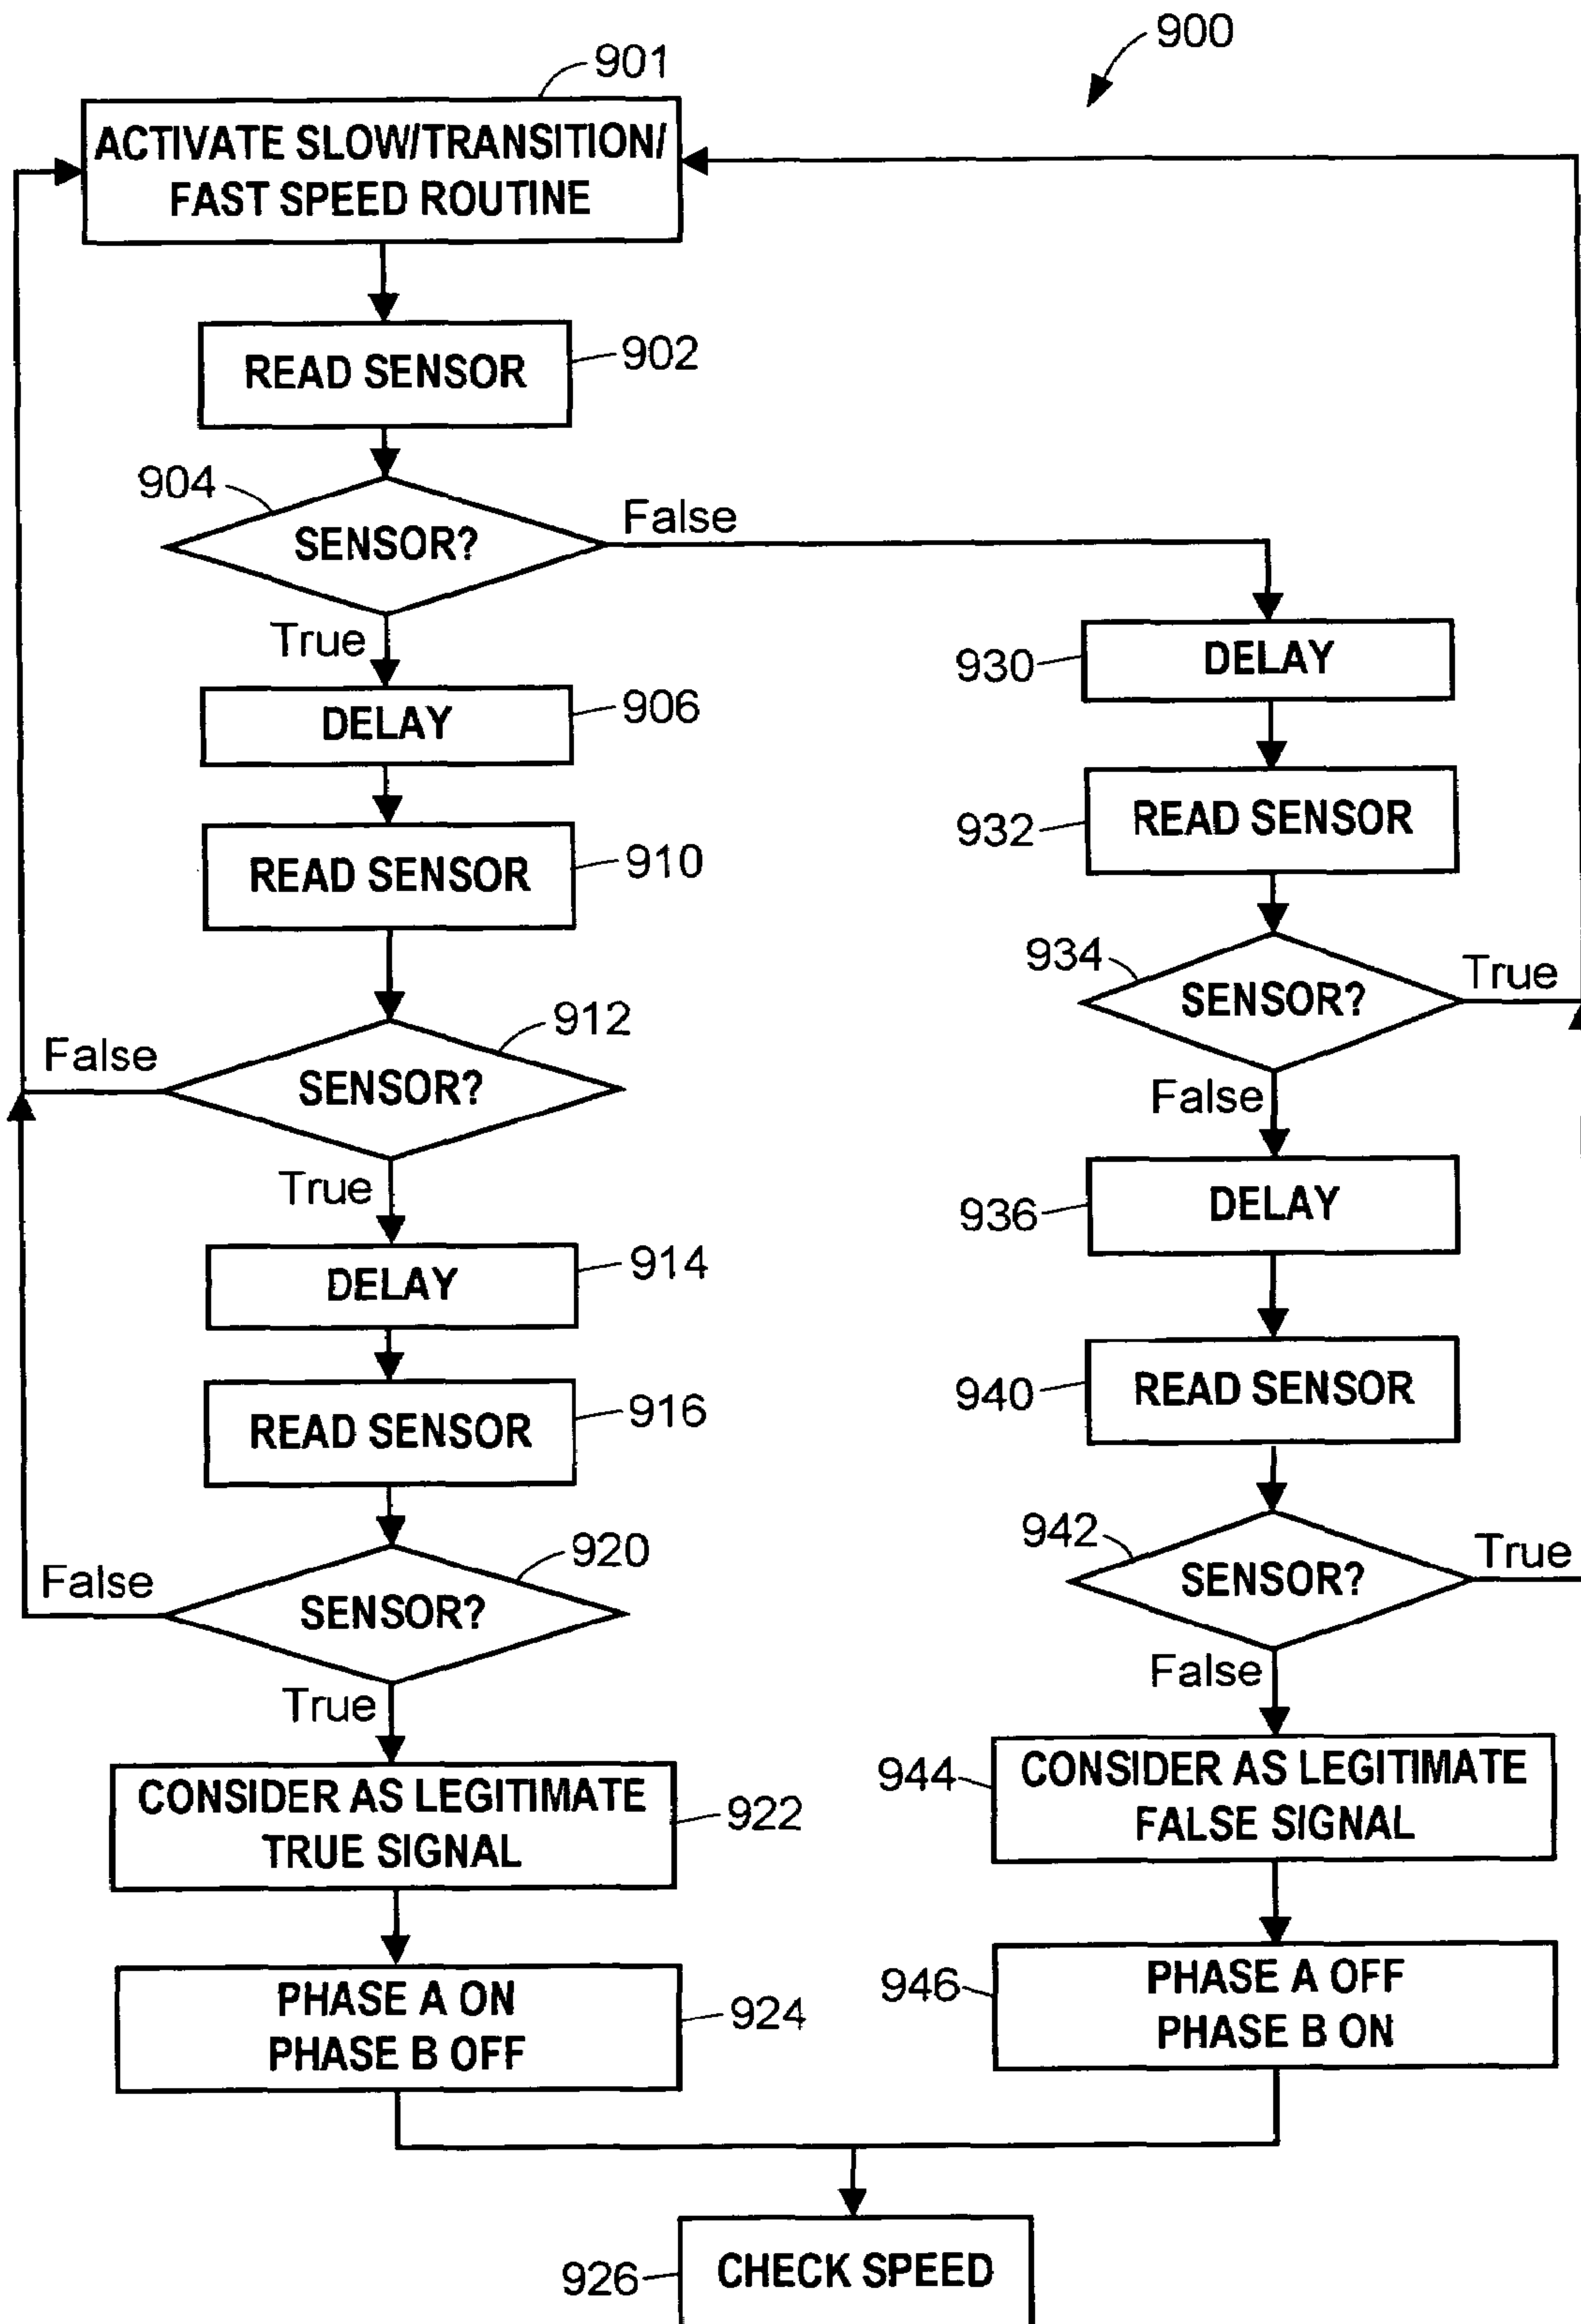 900
901
ACTIVATE SLOW/TRANSITION/
FAST SPEED ROUTINE
READ SENSOR
902
904
SENSOR?
False
True
DELAY
906
READ SENSOR
910
912
SENSOR?
False
True
DELAY
914
READ SENSOR
916
920
SENSOR?
False
True
CONSIDER AS LEGITIMATE
TRUE SIGNAL
922
PHASE A ON
PHASE B OFF
924
930
DELAY
932
READ SENSOR
934
SENSOR?
True
False
936
DELAY
940
READ SENSOR
942
SENSOR?
True
False
944
CONSIDER AS LEGITIMATE
FALSE SIGNAL
946
PHASE A OFF
PHASE B ON
926
CHECK SPEED